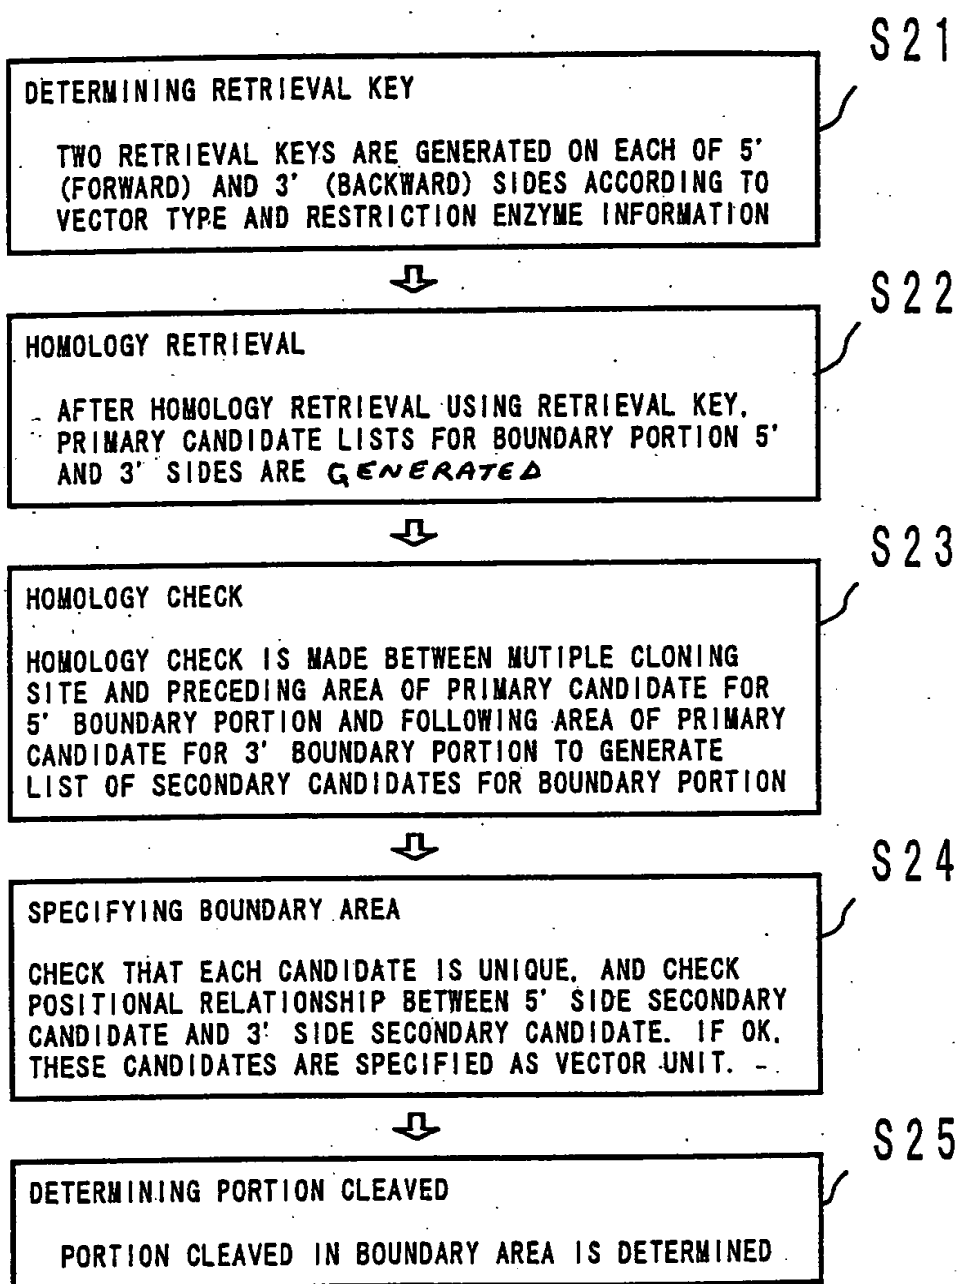 S21
DETERMINING RETRIEVAL KEY
TWO RETRIEVAL KEYS ARE GENERATED ON EACH OF 5'
(FORWARD) AND 3' (BACKWARD) SIDES ACCORDING TO
VECTOR TYPE AND RESTRICTION ENZYME INFORMATION
S22
HOMOLOGY RETRIEVAL
AFTER HOMOLOGY RETRIEVAL USING RETRIEVAL KEY,
PRIMARY CANDIDATE LISTS FOR BOUNDARY PORTION 5'
AND 3' SIDES ARE GENERATED
S23
HOMOLOGY CHECK
HOMOLOGY CHECK IS MADE BETWEEN MUTIPLE CLONING
SITE AND PRECEDING AREA OF PRIMARY CANDIDATE FOR
5' BOUNDARY PORTION AND FOLLOWING AREA OF PRIMARY
CANDIDATE FOR 3' BOUNDARY PORTION TO GENERATE
LIST OF SECONDARY CANDIDATES FOR BOUNDARY PORTION
S24
SPECIFYING BOUNDARY AREA
CHECK THAT EACH CANDIDATE IS UNIQUE, AND CHECK
POSITIONAL RELATIONSHIP BETWEEN 5' SIDE SECONDARY
CANDIDATE AND 3' SIDE SECONDARY CANDIDATE. IF OK,
THESE CANDIDATES ARE SPECIFIED AS VECTOR UNIT.
S25
DETERMINING PORTION CLEAVED
PORTION CLEAVED IN BOUNDARY AREA IS DETERMINED